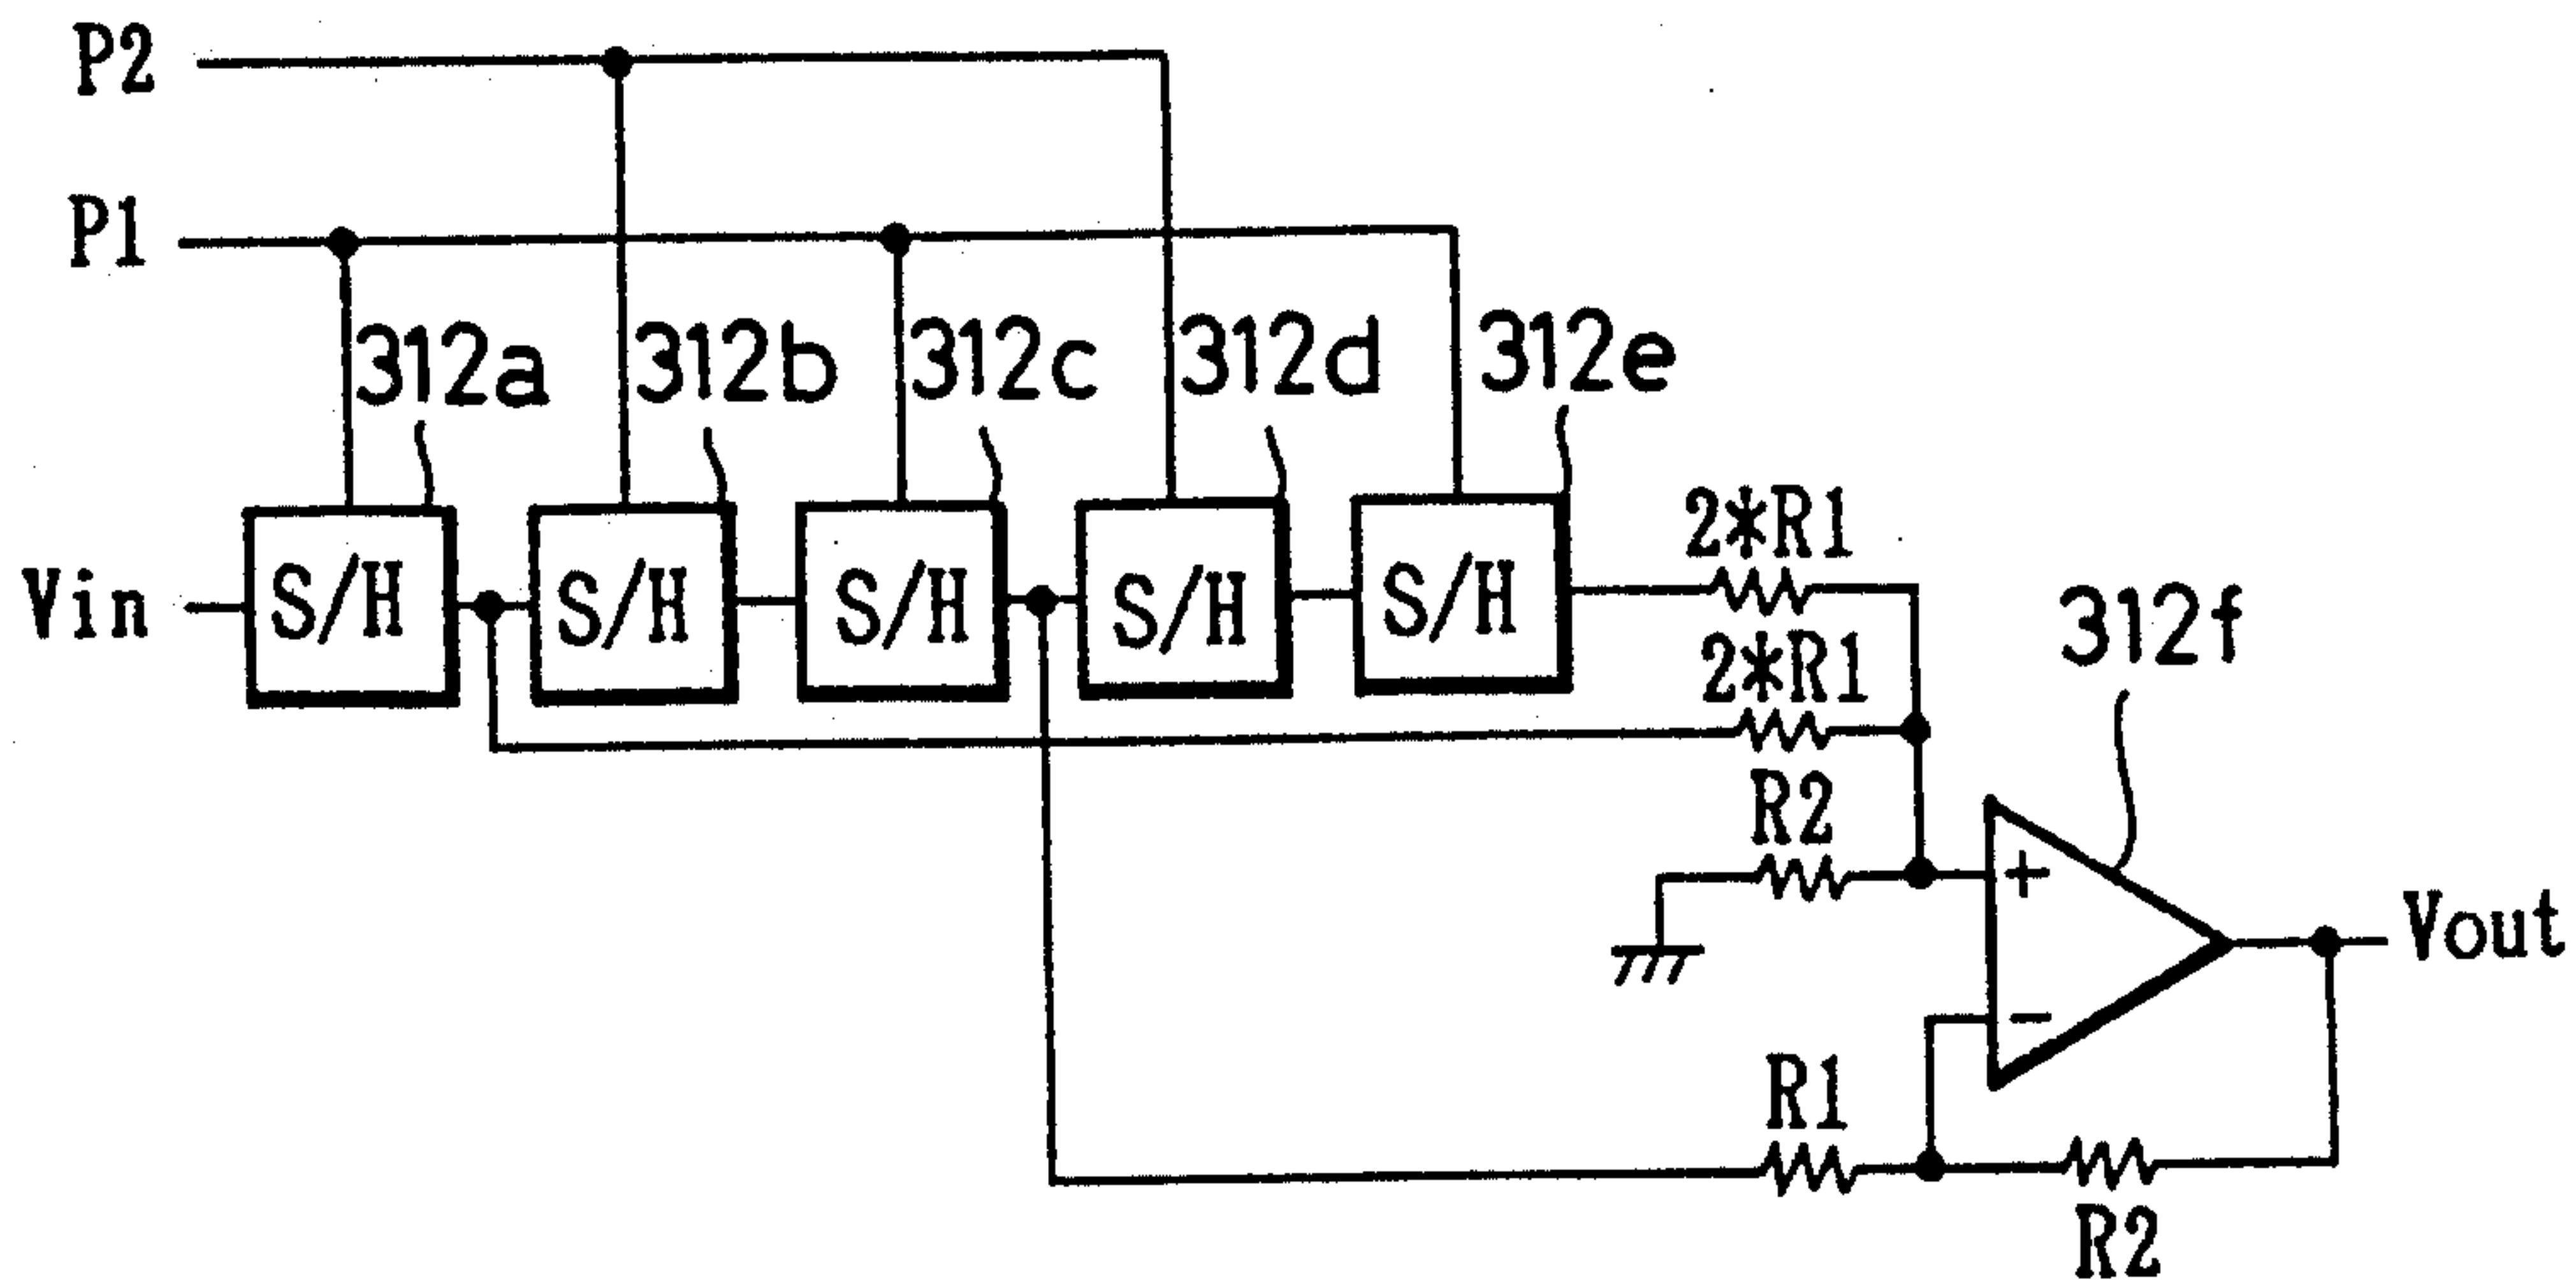 P2
P1
312a 312b 312c 312d 312e
Vin S/H S/H S/H S/H S/H
2*R1
312f
2*R1
R2
+
Vout
-
R1
R2